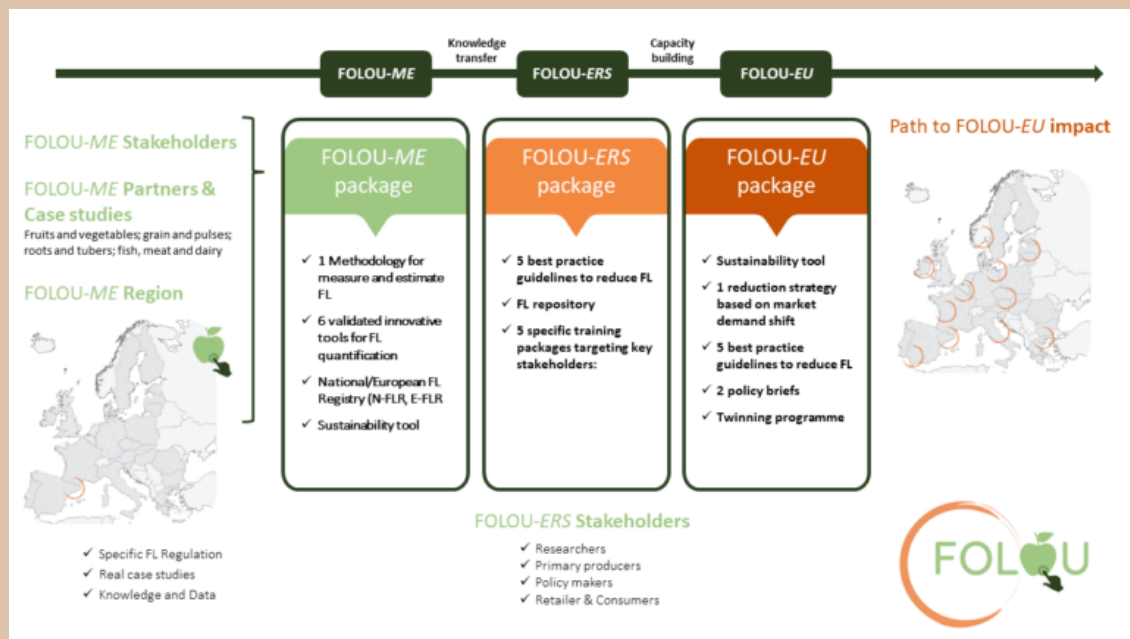 Knowledge
transfer
Capacity
building
FOLOU-ME
FOLOU-ERS
FOLOU-EU
FOLOU-ME Stakeholders
FOLOU-ME Partners &
Case studies
Fruits and vegetables; grain and pulses;
roots and tubers; fish, meat and dairy
FOLOU-ME Region
✓ Specific FL Regulation
✓ Real case studies
✓ Knowledge and Data
FOLOU-ME
package
✓ 1 Methodology for
measure and estimate
FL
✓ 6 validated innovative
tools for FL
quantification
✓ National/European FL
Registry (N-FLR, E-FLR
✓ Sustainability tool
FOLOU-ERS
package
✓ 5 best practice
guidelines to reduce FL
✓ FL repository
✓ 5 specific training
packages targeting key
stakeholders:
FOLOU-EU
package
✓ Sustainability tool
✓ 1 reduction strategy
based on market
demand shift
✓ 5 best practice
guidelines to reduce FL
✓ 2 policy briefs
✓ Twinning programme
FOLOU-ERS Stakeholders
✓ Researchers
✓ Primary producers
✓ Policy makers
✓ Retailer & Consumers
Path to FOLOU-EU impact
FOLOU